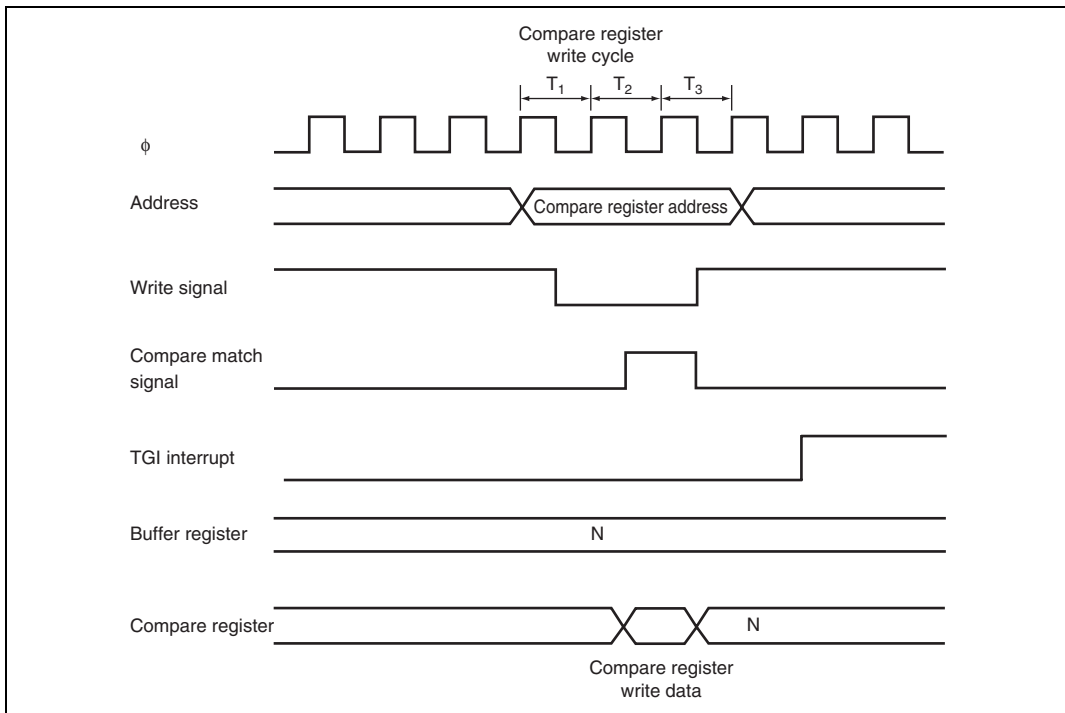 Compare register
write cycle
T1 T2 T3
ϕ
Address
Compare register address
Write signal
Compare match
signal
TGI interrupt
Buffer register
N
Compare register
N
Compare register
write data